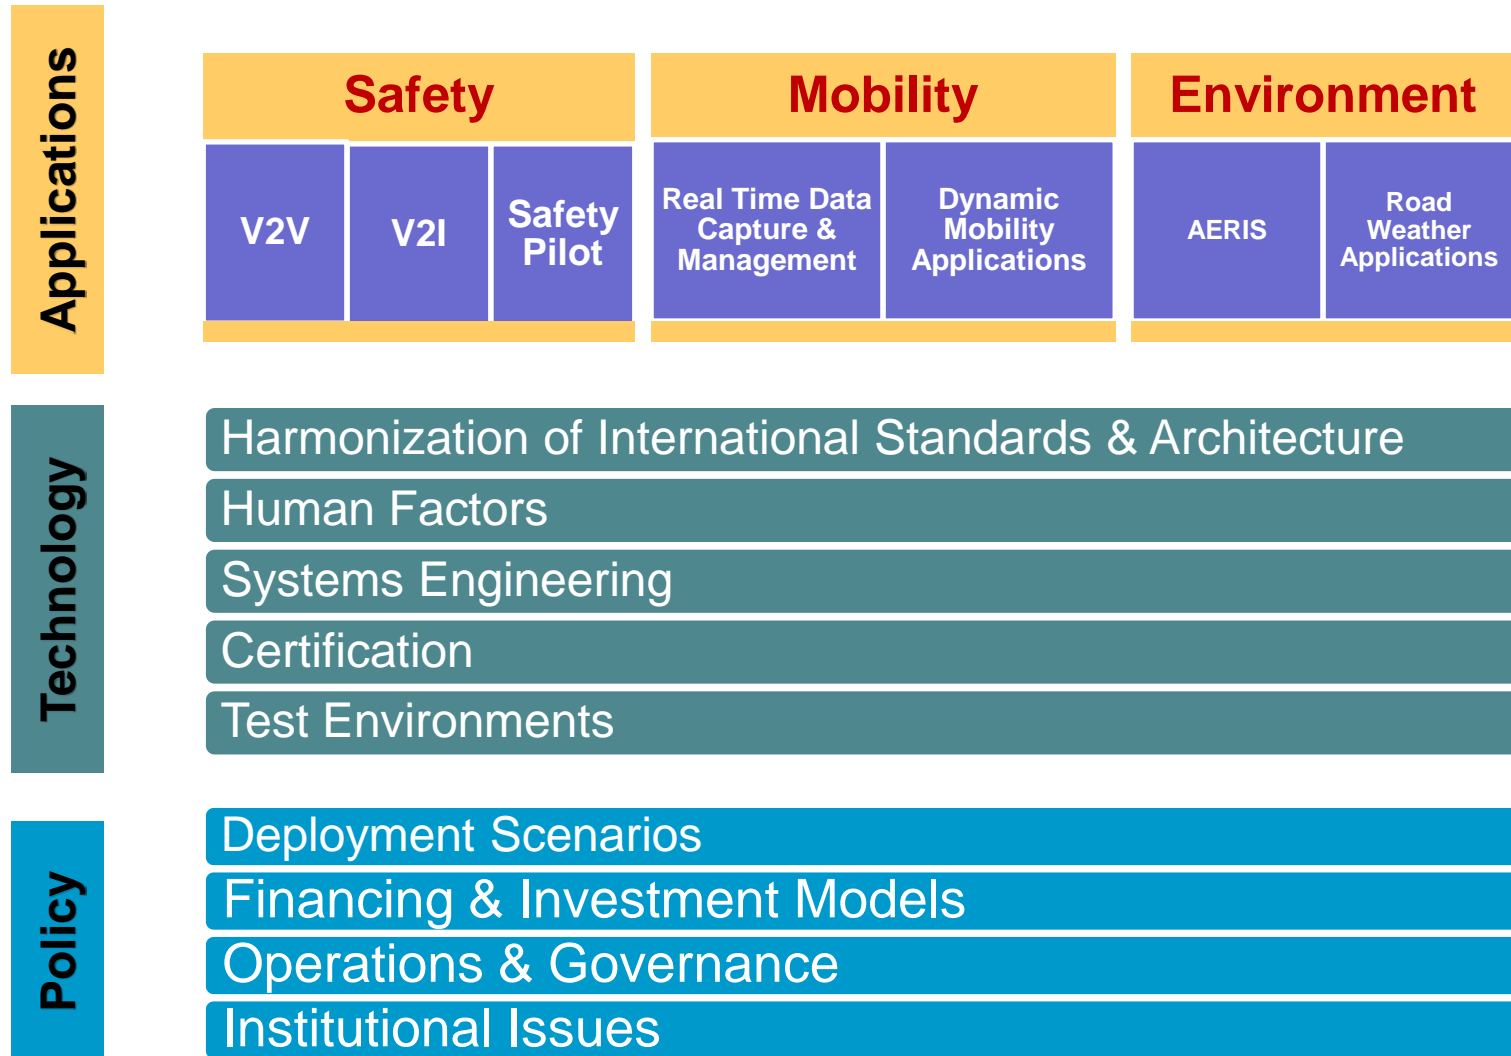 Applications
Safety
Mobility
Environment
V2V
V2I
Safety
Pilot
Real Time Data
Capture &
Management
Dynamic
Mobility
Applications
AERIS
Road
Weather
Applications
Technology
Harmonization of International Standards & Architecture
Human Factors
Systems Engineering
Certification
Test Environments
Policy
Deployment Scenarios
Financing & Investment Models
Operations & Governance
Institutional Issues